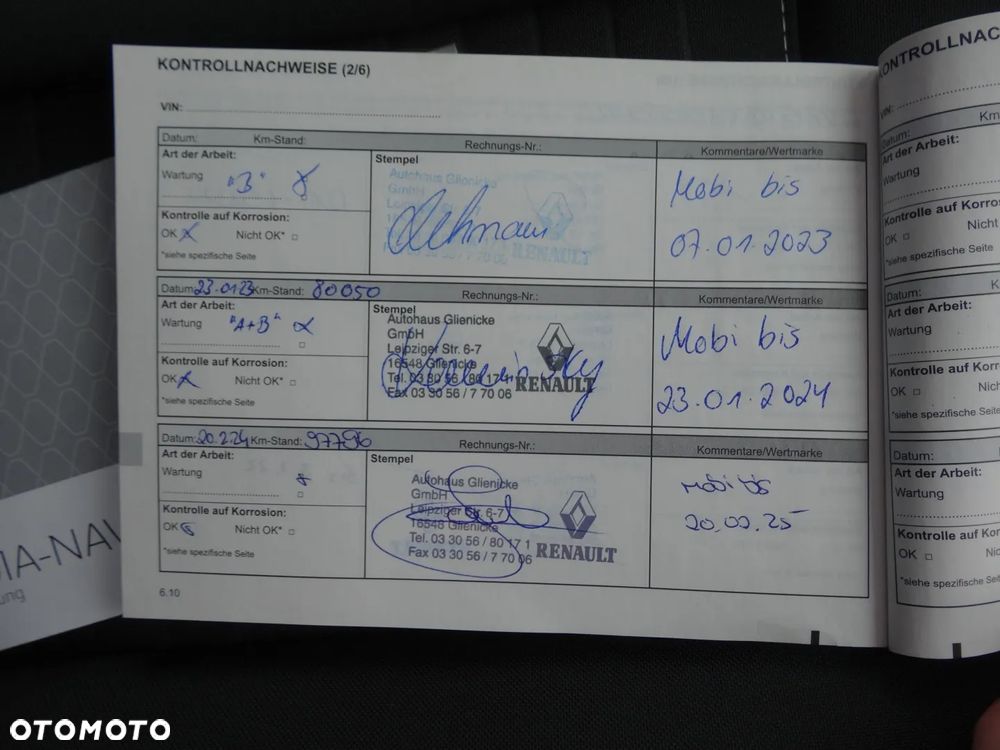 KONTROLLNACHWEISE (2/6)
VIN:
Datum: Km-Stand: Rechnungs-Nr.: Kommentare/Wertmarke
Art der Arbeit: Stempel
Wartung "B"
Autohaus Glienicke
GmbH
Mobi bis
07.01.2023
Kontrolle auf Korrosion:
OK Nicht OK*
*siehe spezifische Seite
RENAULT
Datum: 23.01.23 Km-Stand: 80050 Rechnungs-Nr.: Kommentare/Wertmarke
Art der Arbeit: Stempel
Wartung "A+B"
Autohaus Glienicke
GmbH
Leipziger Str. 6-7
16548 Glienicke
Tel. 03 30 56 / 80 17 1
Fax 03 30 56 / 7 70 06
RENAULT
Mobi bis
23.01.2024
Kontrolle auf Korrosion:
OK Nicht OK*
*siehe spezifische Seite
Datum: 20.2.24 Km-Stand: 97796 Rechnungs-Nr.: Kommentare/Wertmarke
Art der Arbeit: Stempel
Wartung
Autohaus Glienicke
GmbH
Leipziger Str. 6-7
16548 Glienicke
Tel. 03 30 56 / 80 17 1
Fax 03 30 56 / 7 70 06
RENAULT
Mobi bis
Kontrolle auf Korrosion:
OK Nicht OK*
*siehe spezifische Seite
6.10
KONTROLLNAC
VIN:
Datum: Km
Art der Arbeit:
Wartung
Kontrolle auf Korros
OK Nicht
*siehe spezifische Seite
Datum: K
Art der Arbeit:
Wartung
Kontrolle auf Korro
OK Nich
*siehe spezifische Seite
Datum:
Art der Arbeit:
Wartung
Kontrolle auf Kor
OK Nic
*siehe spezifische Seite
IA-NAV
ung
OTOMOTO